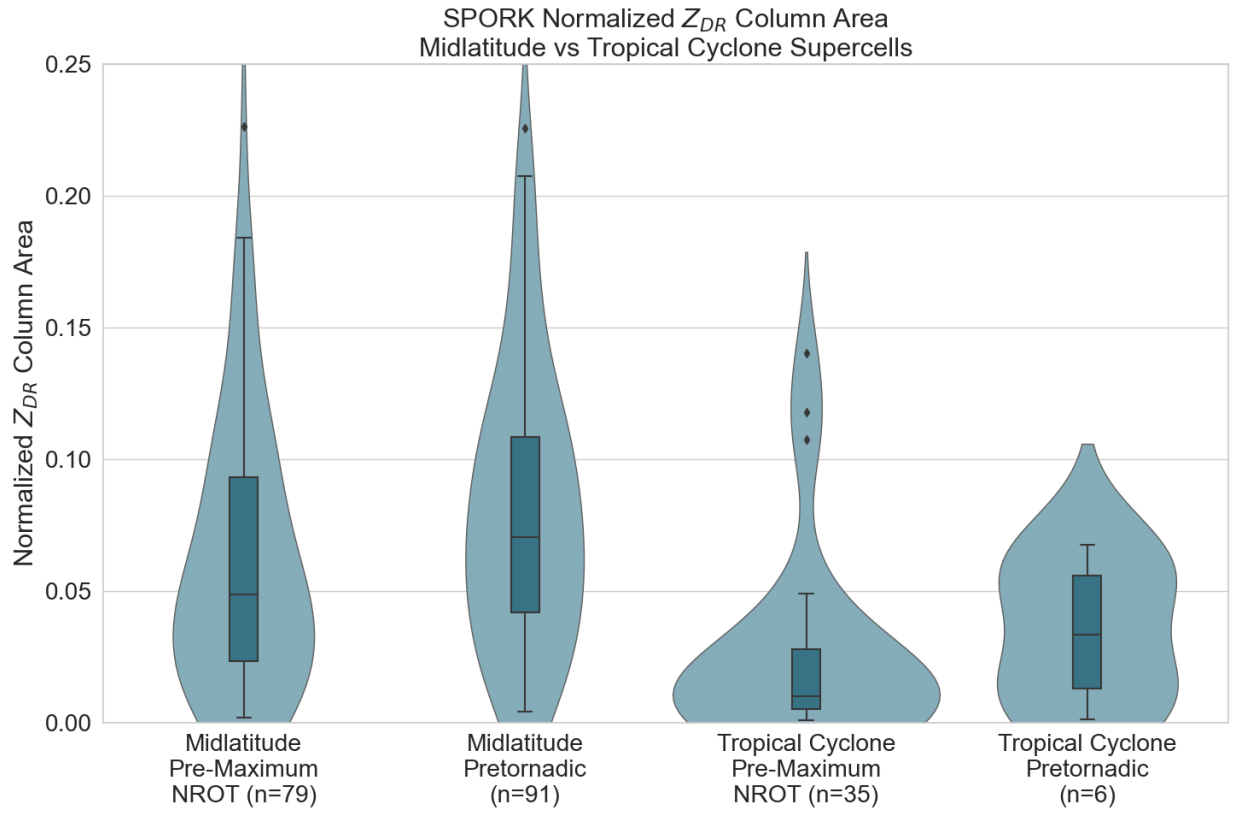 SPORK Normalized Z_DR Column Area
Midlatitude vs Tropical Cyclone Supercells
Normalized Z_DR Column Area
0.25
0.20
0.15
0.10
0.05
0.00
Midlatitude
Pre-Maximum
NROT (n=79)
Midlatitude
Pretornadic
(n=91)
Tropical Cyclone
Pre-Maximum
NROT (n=35)
Tropical Cyclone
Pretornadic
(n=6)